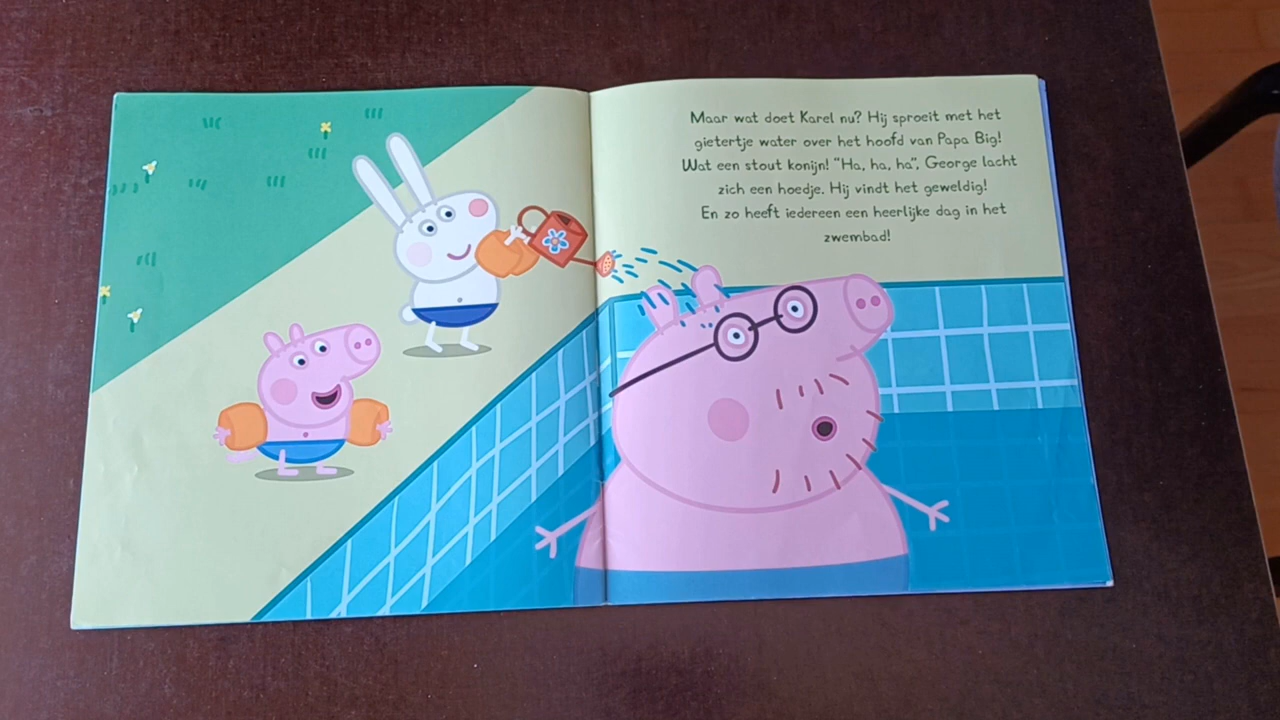 Maar wat doet Karel nu? Hij sproeit met het
gietertje water over het hoofd van Papa Big!
Wat een stout konijn! "Ha, ha, ha", George lacht
zich een hoedje. Hij vindt het geweldig!
En zo heeft iedereen een heerlijke dag in het
zwembad!